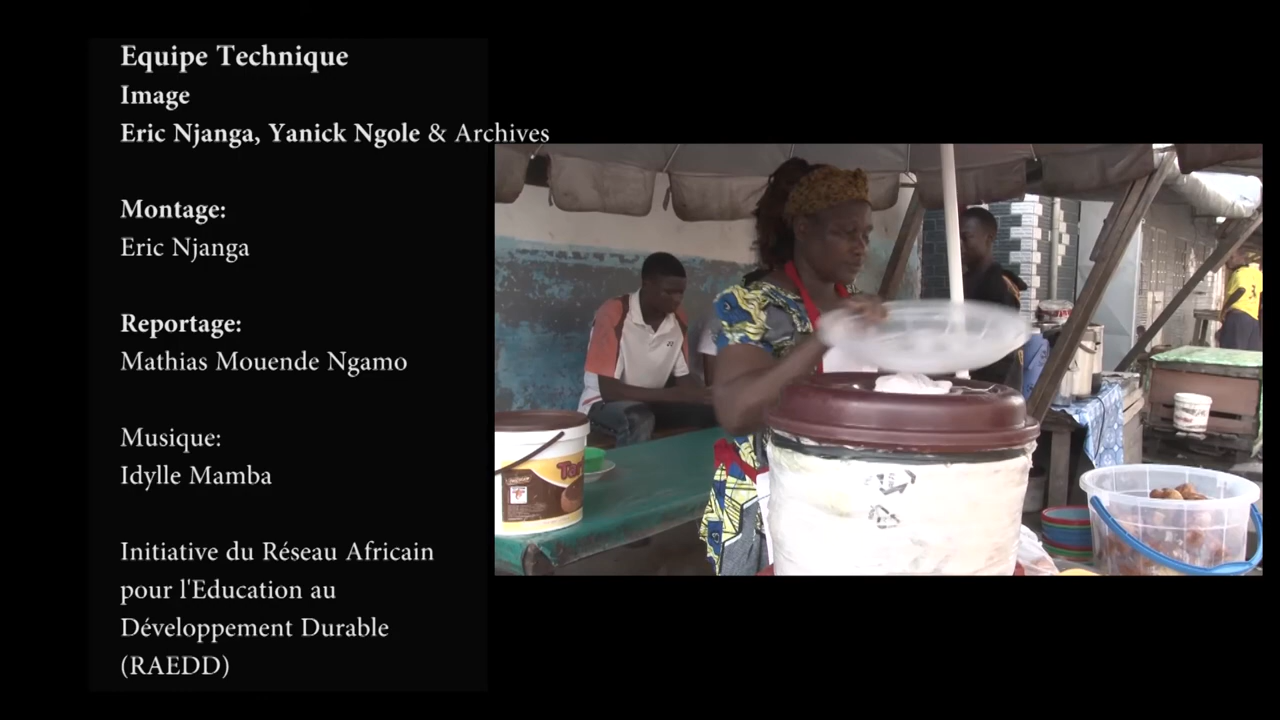 Equipe Technique
Image
Eric Njanga, Yanick Ngole & Archives
Montage:
Eric Njanga
Reportage:
Mathias Mouende Ngamo
Musique:
Idylle Mamba
Initiative du Réseau Africain
pour l'Education au
Développement Durable
(RAEDD)